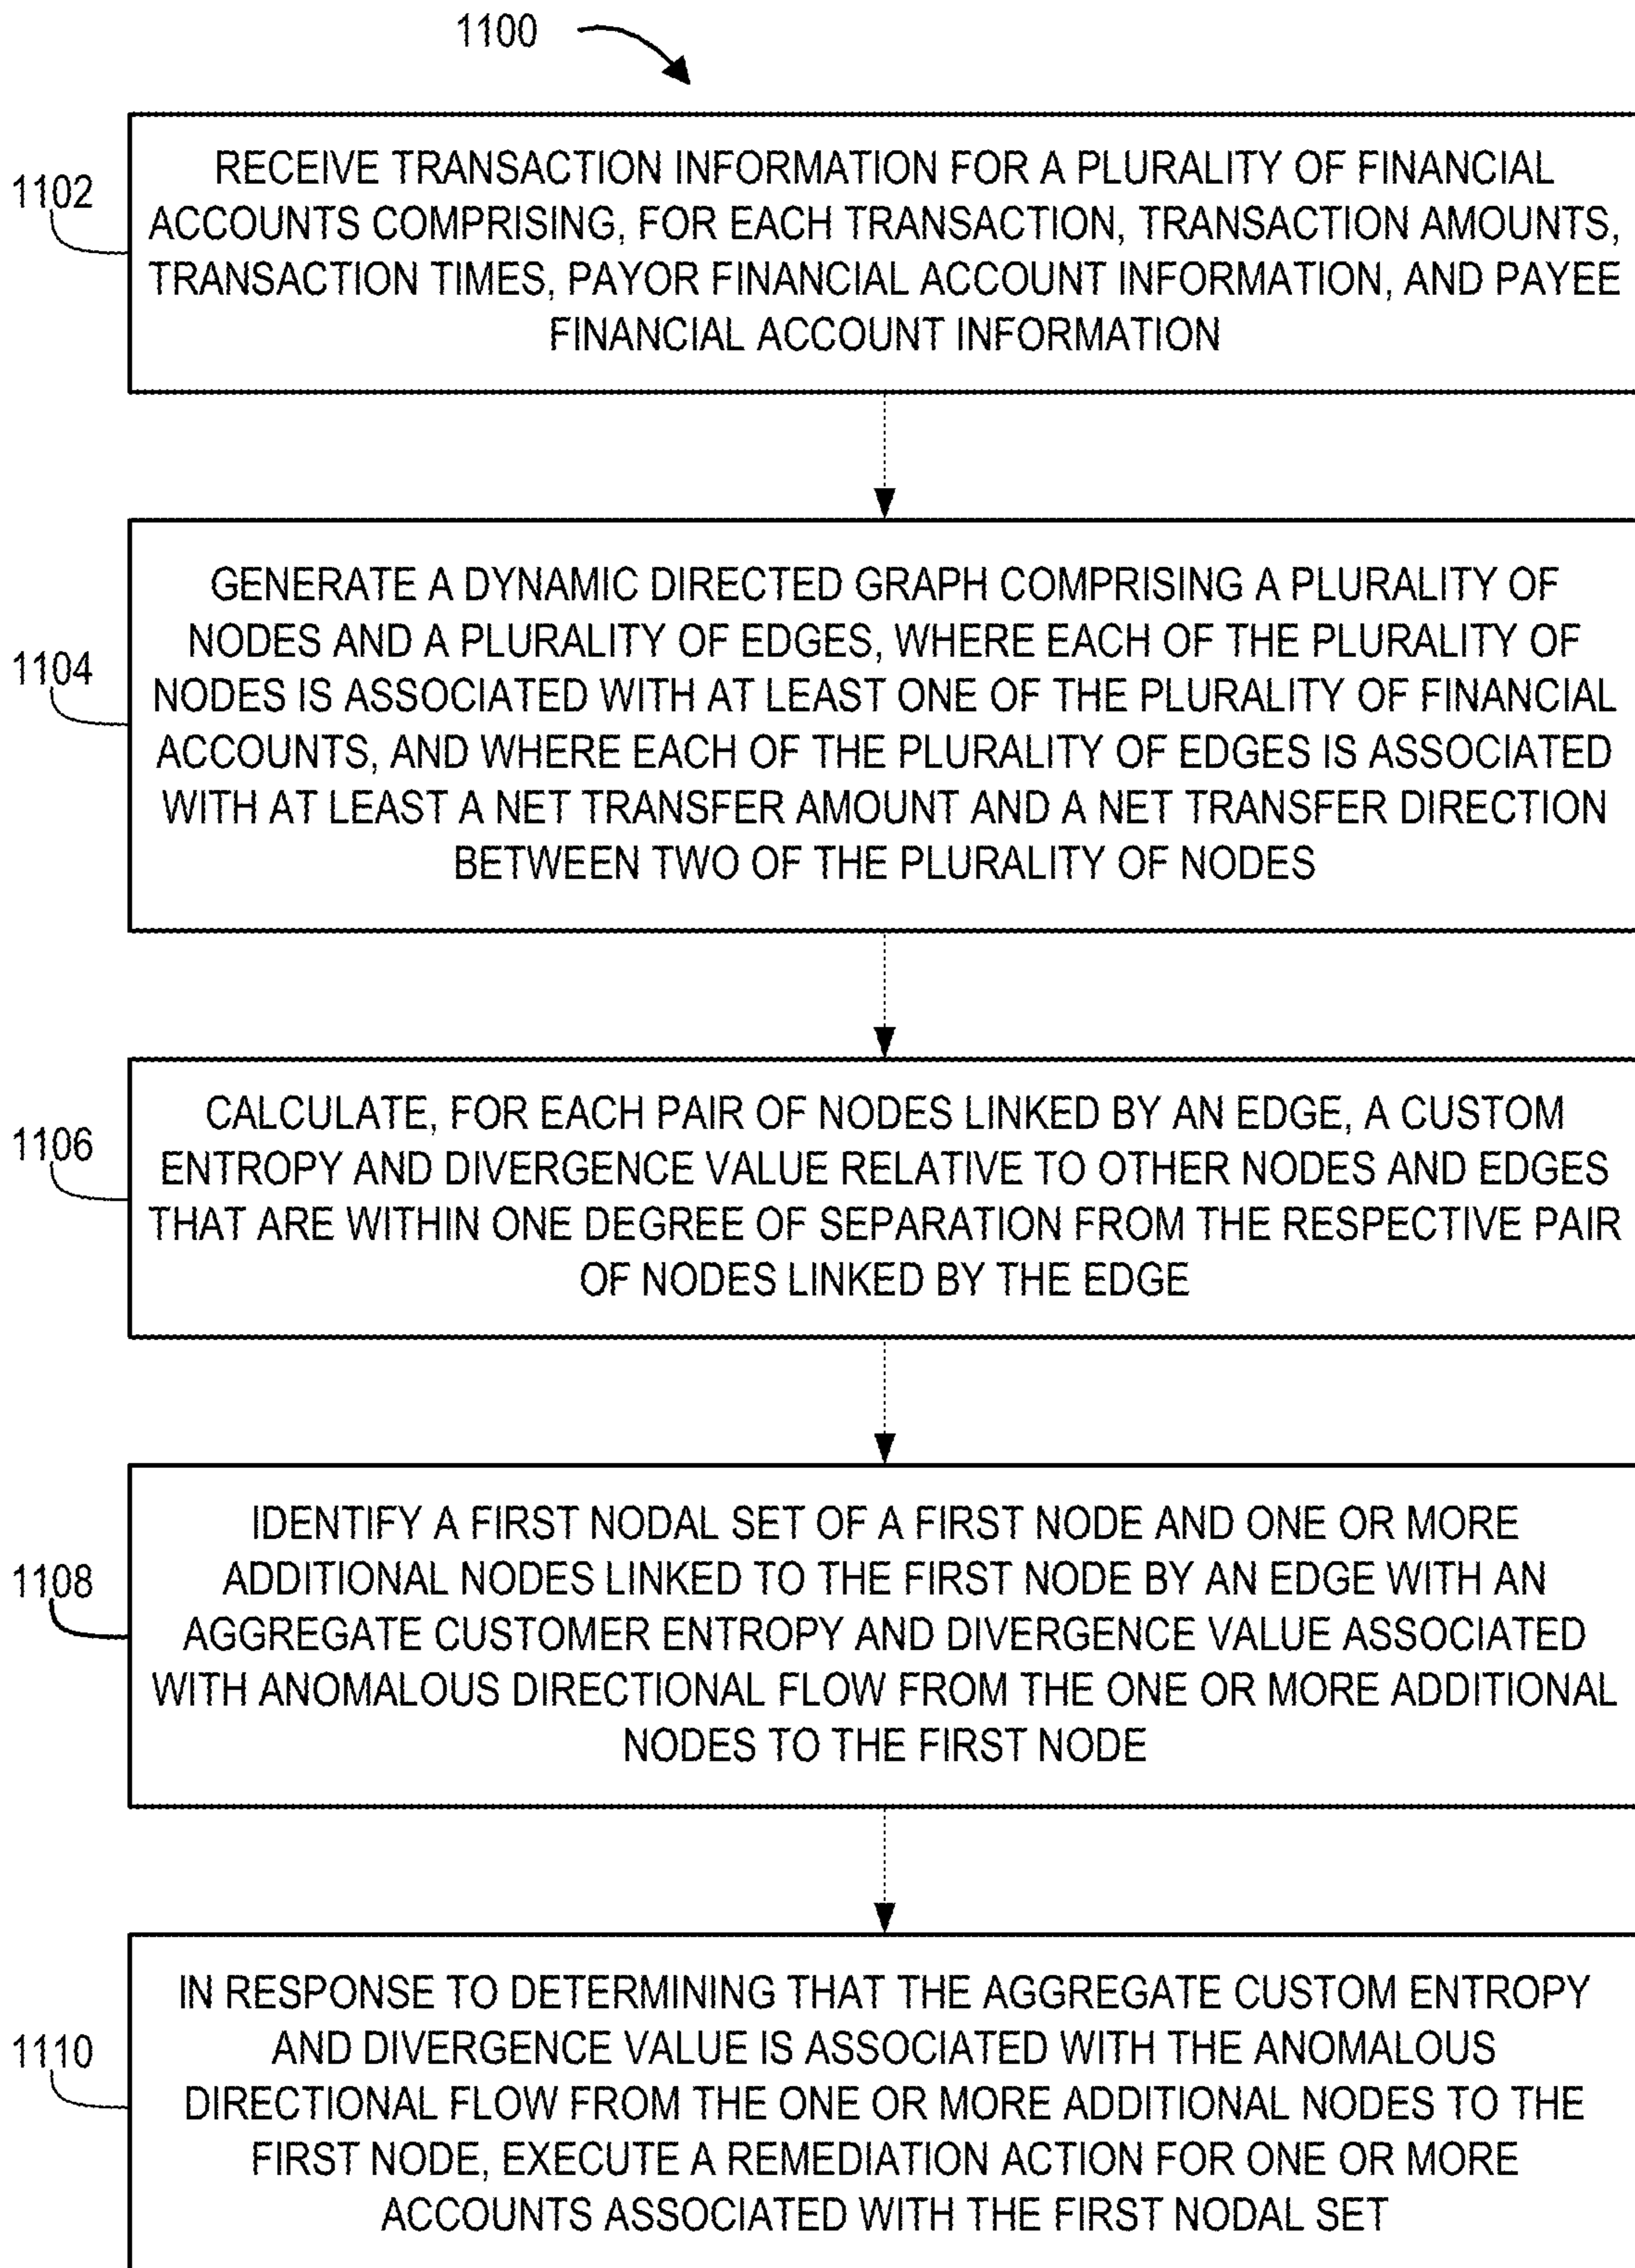 1100
1102
RECEIVE TRANSACTION INFORMATION FOR A PLURALITY OF FINANCIAL
ACCOUNTS COMPRISING, FOR EACH TRANSACTION, TRANSACTION AMOUNTS,
TRANSACTION TIMES, PAYOR FINANCIAL ACCOUNT INFORMATION, AND PAYEE
FINANCIAL ACCOUNT INFORMATION
1104
GENERATE A DYNAMIC DIRECTED GRAPH COMPRISING A PLURALITY OF
NODES AND A PLURALITY OF EDGES, WHERE EACH OF THE PLURALITY OF
NODES IS ASSOCIATED WITH AT LEAST ONE OF THE PLURALITY OF FINANCIAL
ACCOUNTS, AND WHERE EACH OF THE PLURALITY OF EDGES IS ASSOCIATED
WITH AT LEAST A NET TRANSFER AMOUNT AND A NET TRANSFER DIRECTION
BETWEEN TWO OF THE PLURALITY OF NODES
1106
CALCULATE, FOR EACH PAIR OF NODES LINKED BY AN EDGE, A CUSTOM
ENTROPY AND DIVERGENCE VALUE RELATIVE TO OTHER NODES AND EDGES
THAT ARE WITHIN ONE DEGREE OF SEPARATION FROM THE RESPECTIVE PAIR
OF NODES LINKED BY THE EDGE
1108
IDENTIFY A FIRST NODAL SET OF A FIRST NODE AND ONE OR MORE
ADDITIONAL NODES LINKED TO THE FIRST NODE BY AN EDGE WITH AN
AGGREGATE CUSTOMER ENTROPY AND DIVERGENCE VALUE ASSOCIATED
WITH ANOMALOUS DIRECTIONAL FLOW FROM THE ONE OR MORE ADDITIONAL
NODES TO THE FIRST NODE
1110
IN RESPONSE TO DETERMINING THAT THE AGGREGATE CUSTOM ENTROPY
AND DIVERGENCE VALUE IS ASSOCIATED WITH THE ANOMALOUS
DIRECTIONAL FLOW FROM THE ONE OR MORE ADDITIONAL NODES TO THE
FIRST NODE, EXECUTE A REMEDIATION ACTION FOR ONE OR MORE
ACCOUNTS ASSOCIATED WITH THE FIRST NODAL SET